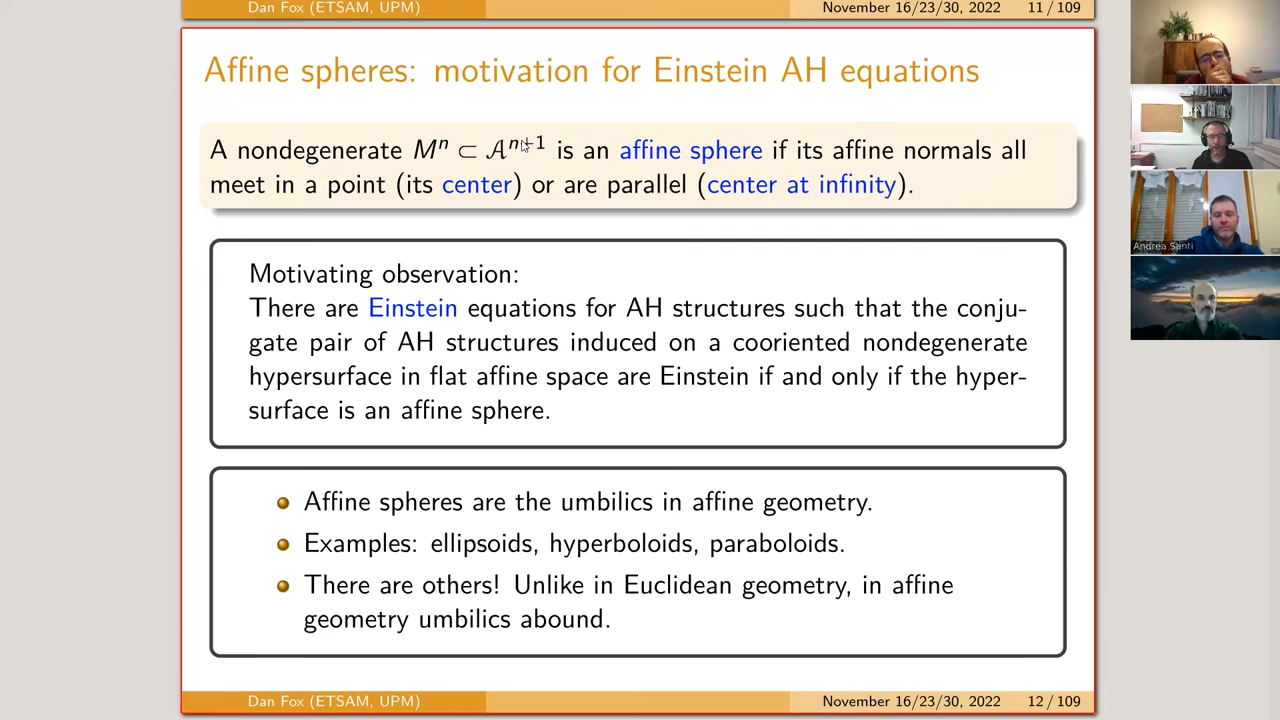 Dan Fox (ETSAM, UPM) November 16/23/30, 2022 11 / 109
Affine spheres: motivation for Einstein AH equations
A nondegenerate Mⁿ ⊂ 𝒜ⁿ⁺¹ is an affine sphere if its affine normals all
meet in a point (its center) or are parallel (center at infinity).
Motivating observation:
There are Einstein equations for AH structures such that the conju-
gate pair of AH structures induced on a cooriented nondegenerate
hypersurface in flat affine space are Einstein if and only if the hyper-
surface is an affine sphere.
Affine spheres are the umbilics in affine geometry.
Examples: ellipsoids, hyperboloids, paraboloids.
There are others! Unlike in Euclidean geometry, in affine
geometry umbilics abound.
Dan Fox (ETSAM, UPM) November 16/23/30, 2022 12 / 109
Andrea Santi